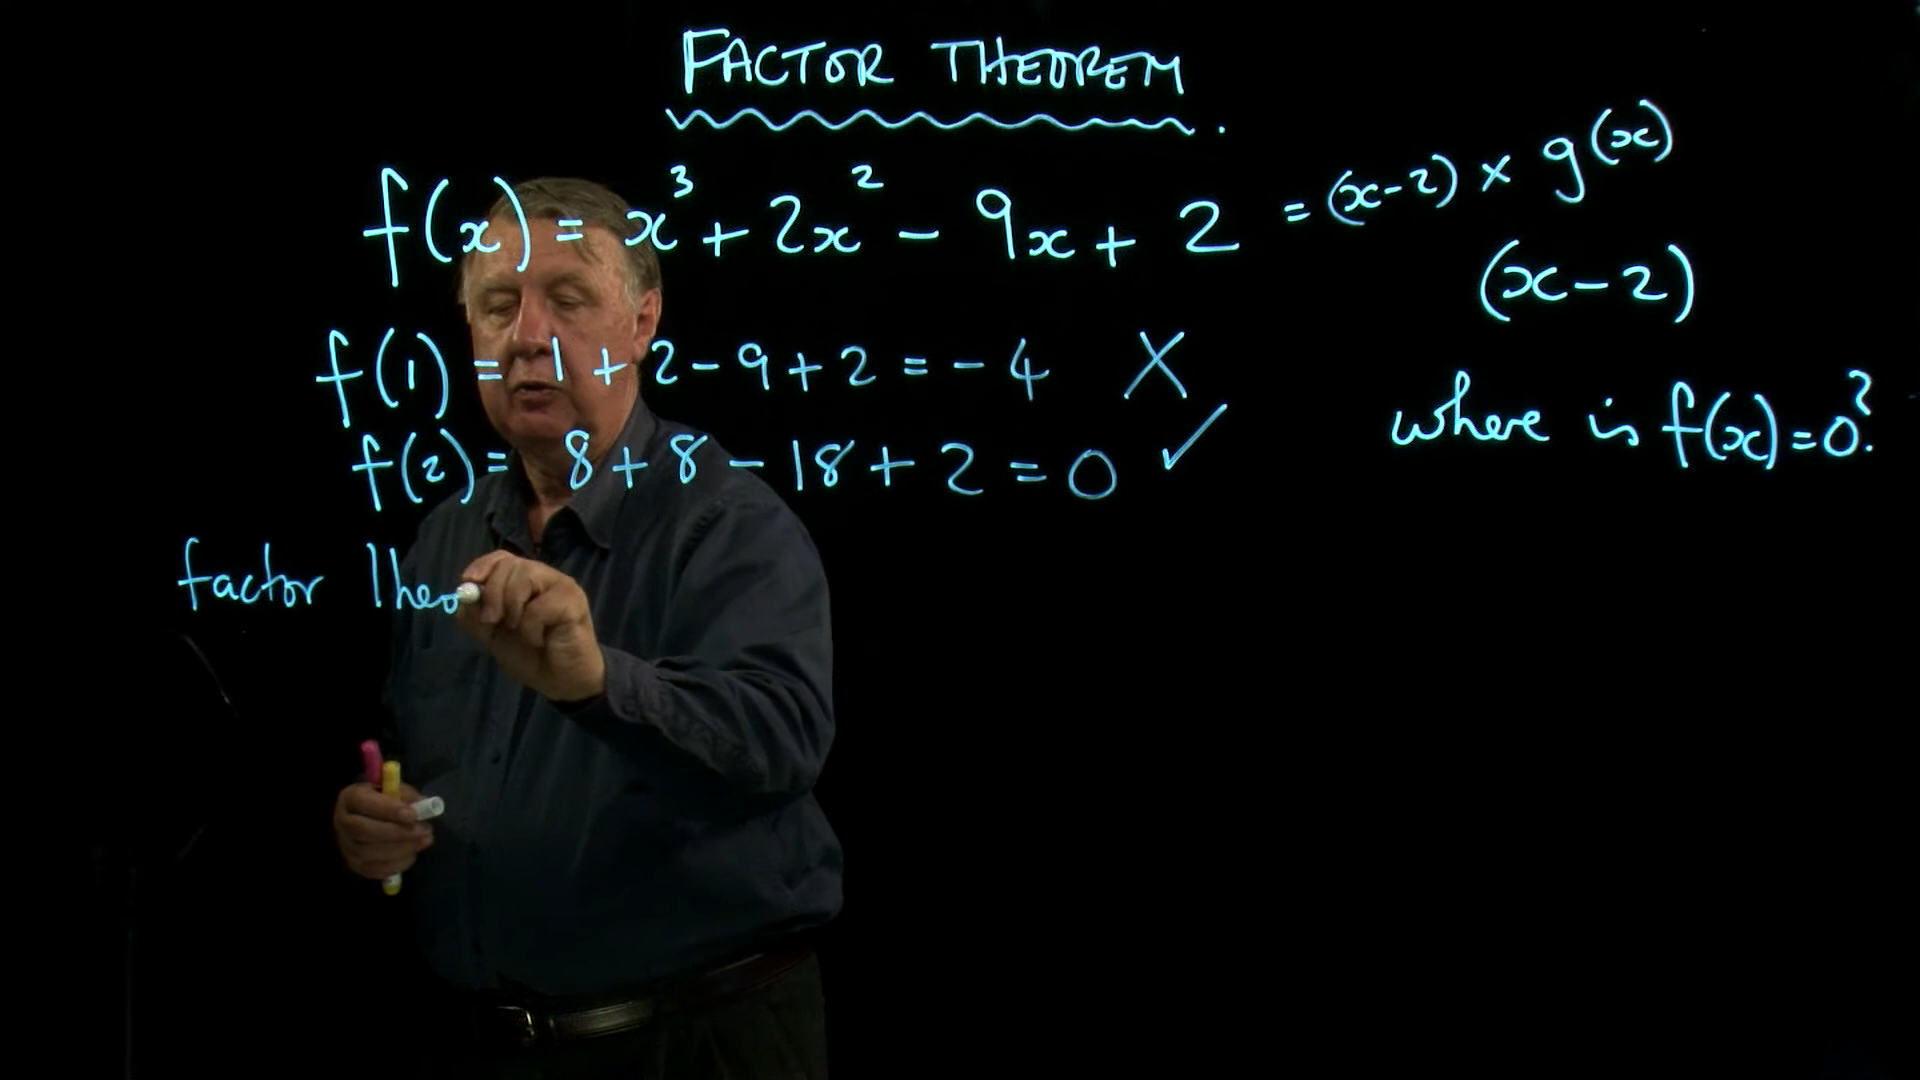 FACTOR THEOREM.
f(x) = x³ + 2x² - 9x + 2 = (x-2) × g(x)
(x-2)
f(1) = 1 + 2 - 9 + 2 = -4 X
where is f(x)=0?
f(2) = 8 + 8 - 18 + 2 = 0 ✓
factor Theo